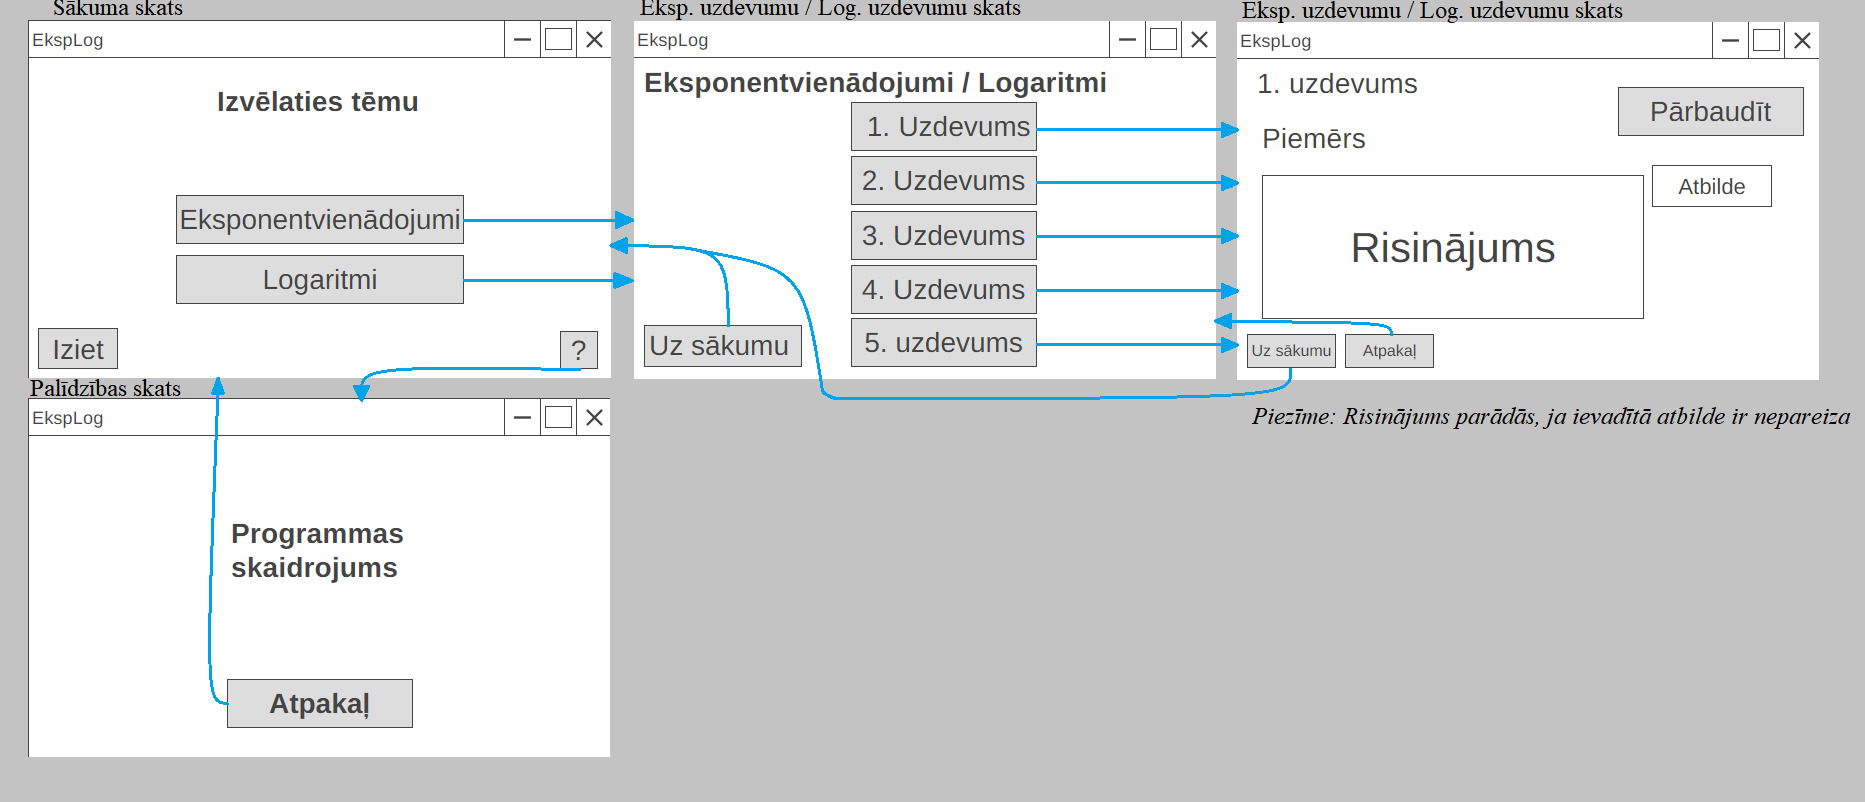 Sākuma skats
EkspLog
Izvēlaties tēmu
Eksponentvienādojumi
Logaritmi
Iziet
?
Eksp. uzdevumu / Log. uzdevumu skats
EkspLog
Eksponentvienādojumi / Logaritmi
1. Uzdevums
2. Uzdevums
3. Uzdevums
4. Uzdevums
5. uzdevums
Uz sākumu
Eksp. uzdevumu / Log. uzdevumu skats
EkspLog
1. uzdevums
Pārbaudīt
Piemērs
Atbilde
Risinājums
Uz sākumu
Atpakaļ
Piezīme: Risinājums parādās, ja ievadītā atbilde ir nepareiza
Palīdzības skats
EkspLog
Programmas
skaidrojums
Atpakaļ